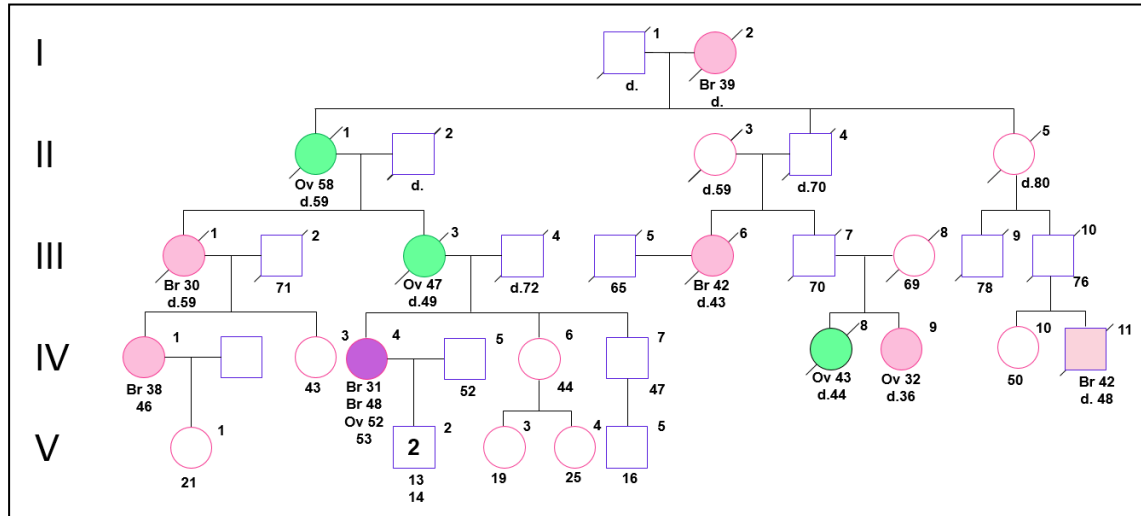 I
1
2
d.
Br 39
d.
II
1
2
3
4
5
Ov 58
d.59
d.
d.59
d.70
d.80
III
1
2
3
4
5
6
7
8
9
10
Br 30
d.59
71
Ov 47
d.49
d.72
65
Br 42
d.43
70
69
78
76
IV
1
3
4
5
6
7
8
9
10
11
Br 38
46
43
Br 31
Br 48
Ov 52
53
52
44
47
Ov 43
d.44
Ov 32
d.36
50
Br 42
d. 48
V
1
2
2
3
4
5
21
13
14
19
25
16